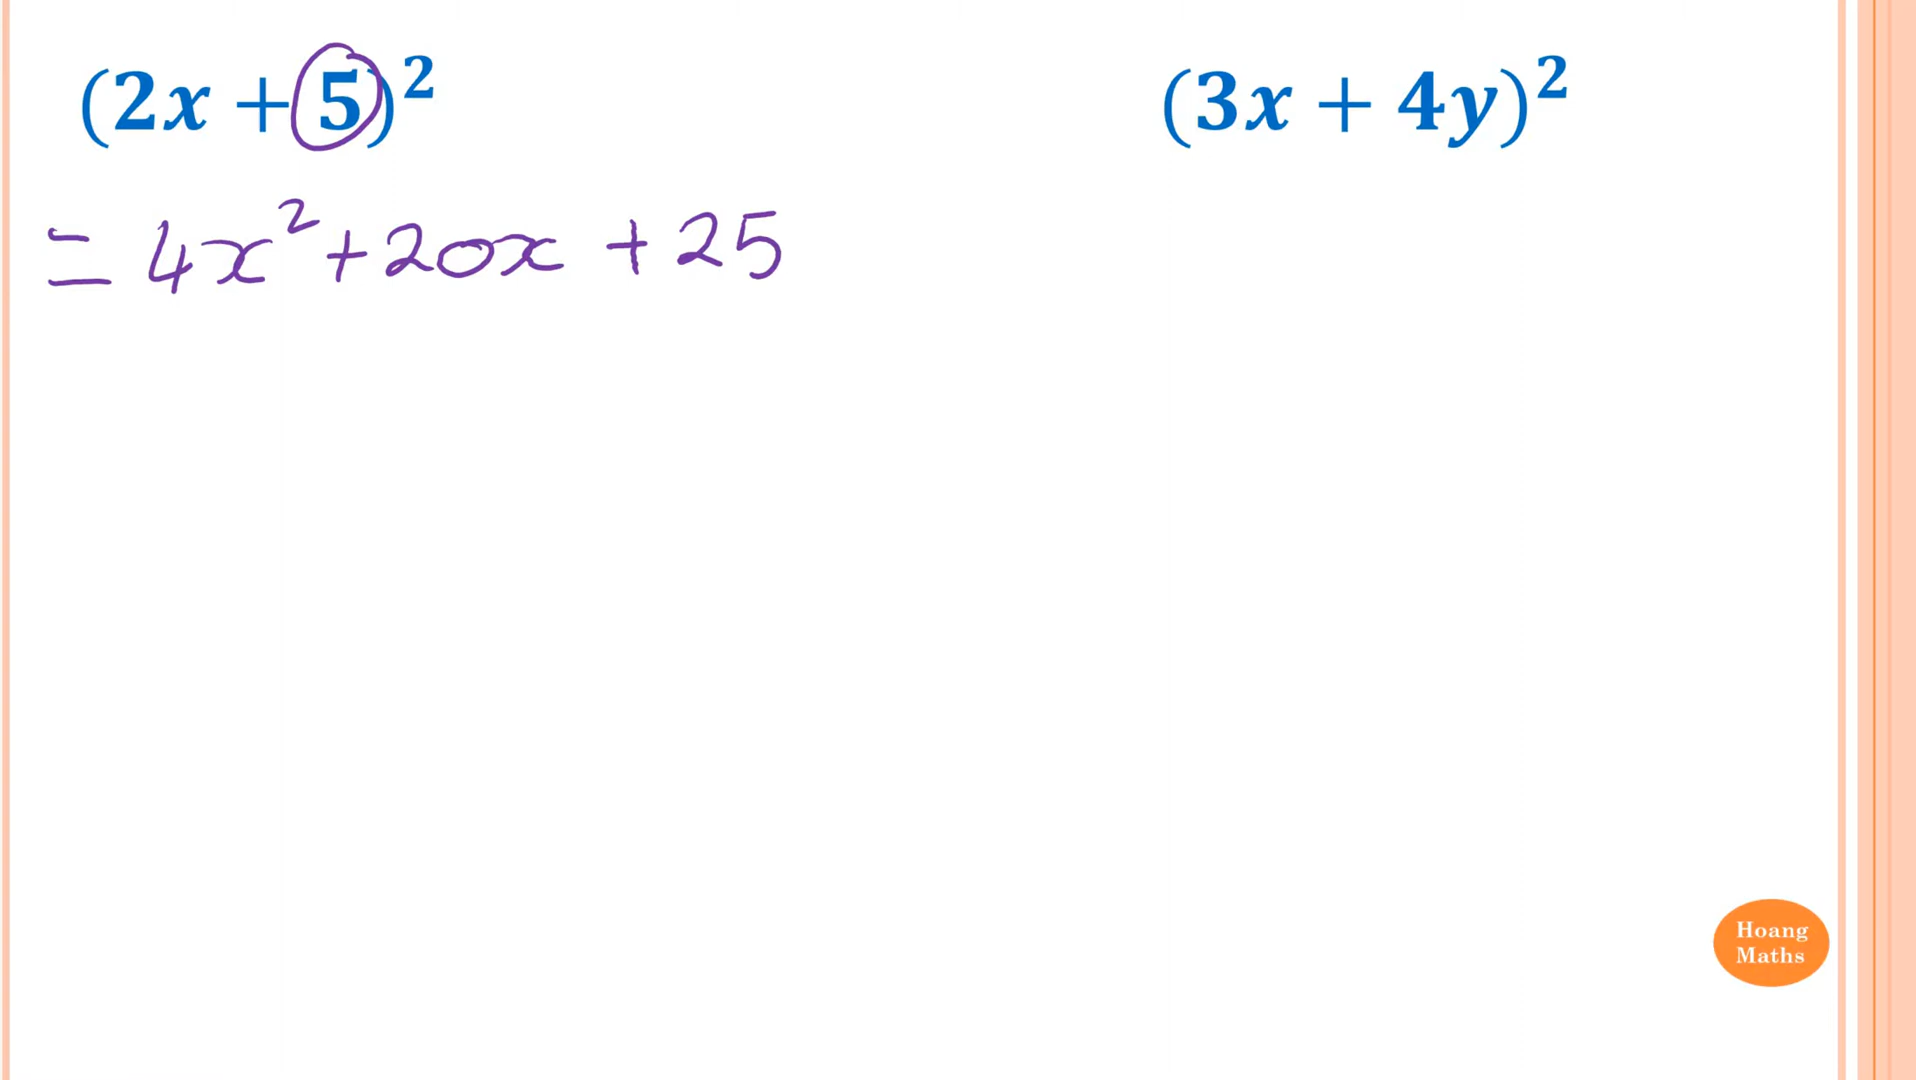 (2x + 5)²
= 4x² + 20x + 25
(3x + 4y)²
Hoang
Maths